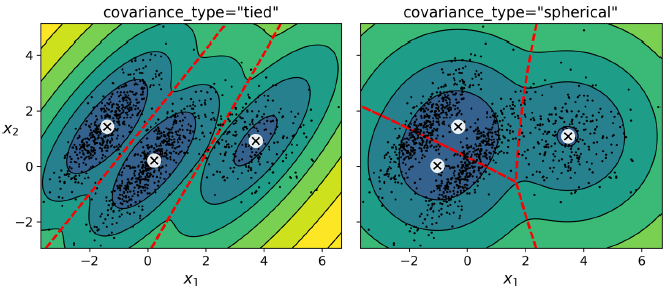 covariance_type="tied"
covariance_type="spherical"
x₂
4
2
0
−2
−2 0 2 4 6
−2 0 2 4 6
x₁
x₁